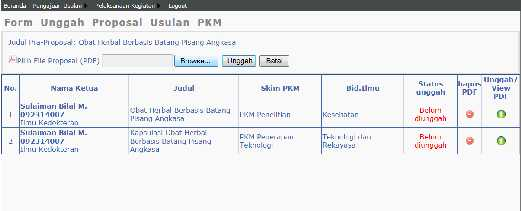 Beranda Pengajuan Usulan Pelaksanaan Kegiatan Logout
Form Unggah Proposal Usulan PKM
Judul Pra-Proposal: Obat Herbal Berbasis Batang Pisang Angkasa
Pilih File Proposal (PDF) Browse... Unggah Batal
No. Nama Ketua Judul Skim PKM Bid.Ilmu Status unggah hapus PDF Unggah/ View PDF
1 Sulaiman Bilal M. Obat Herbal Berbasis Batang PKM Penelitian Kesehatan Belum
092314007 Pisang Angkasa diunggah
Ilmu Kedokteran
2 Sulaiman Bilal M. Kapsulisasi Obat Herbal PKM Penerapan Teknologi dan Belum
092314007 Berbasis Batang Pisang Teknologi Rekayasa diunggah
Ilmu Kedokteran Angkasa